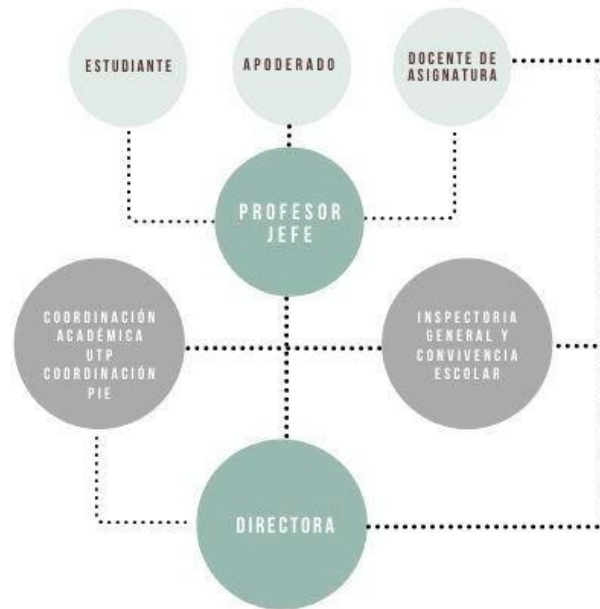 ESTUDIANTE
APODERADO
DOCENTE DE
ASIGNATURA
PROFESOR
JEFE
COORDINACIÓN
ACADÉMICA
UTP
COORDINACIÓN
PIE
INSPECTORIA
GENERAL Y
CONVIVENCIA
ESCOLAR
DIRECTORA